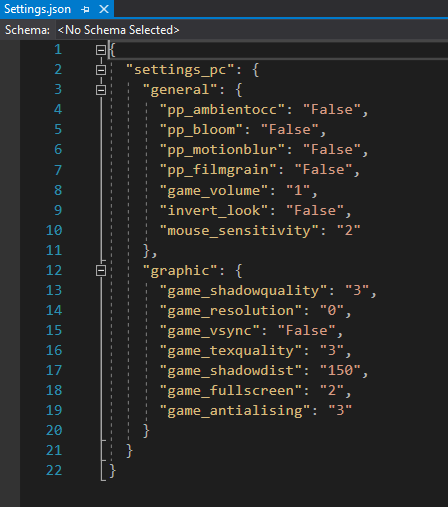 Settings.json
Schema: <No Schema Selected>
1 {
2 "settings_pc": {
3 "general": {
4 "pp_ambientocc": "False",
5 "pp_bloom": "False",
6 "pp_motionblur": "False",
7 "pp_filmgrain": "False",
8 "game_volume": "1",
9 "invert_look": "False",
10 "mouse_sensitivity": "2"
11 },
12 "graphic": {
13 "game_shadowquality": "3",
14 "game_resolution": "0",
15 "game_vsync": "False",
16 "game_texquality": "3",
17 "game_shadowdist": "150",
18 "game_fullscreen": "2",
19 "game_antialising": "3"
20 }
21 }
22 }